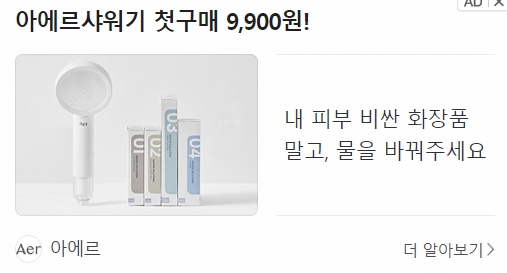 AD X
아에르샤워기 첫구매 9,900원!
Aer
01 02 03 04
내 피부 비싼 화장품
말고, 물을 바꿔주세요
Aer 아에르
더 알아보기 >